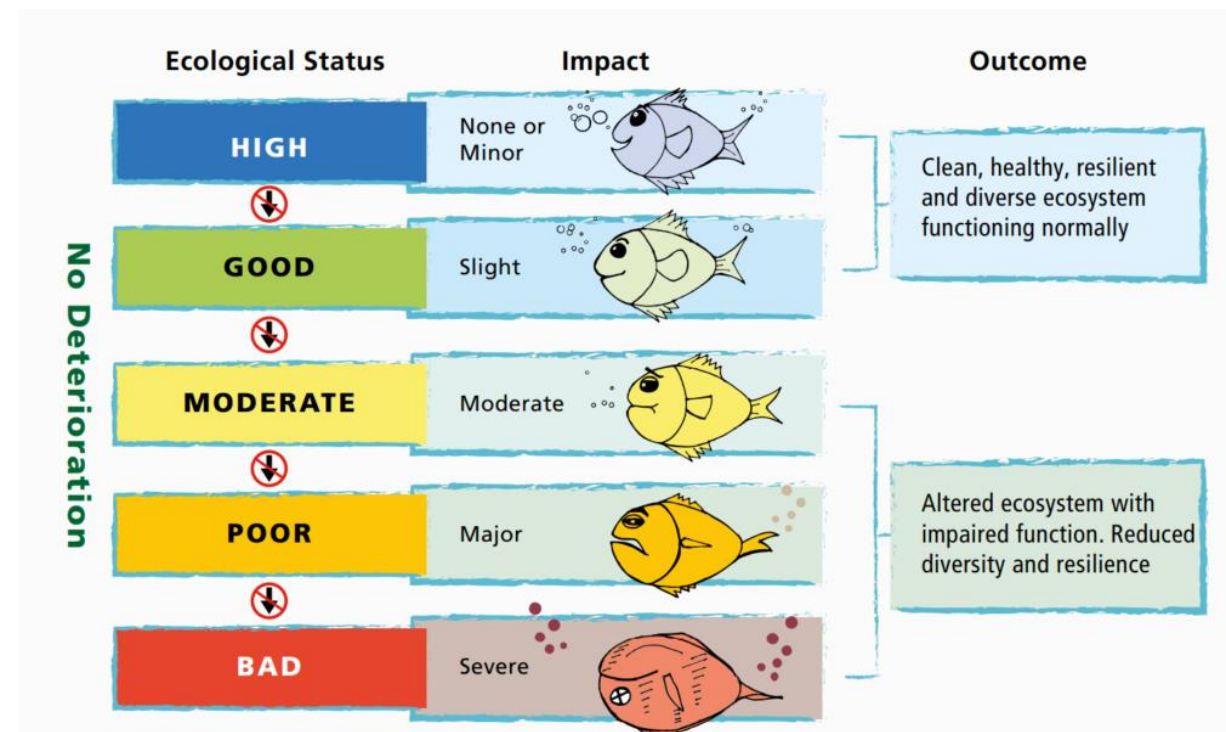 Ecological Status
Impact
Outcome
No Deterioration
HIGH
None or
Minor
Clean, healthy, resilient
and diverse ecosystem
functioning normally
GOOD
Slight
MODERATE
Moderate
POOR
Major
Altered ecosystem with
impaired function. Reduced
diversity and resilience
BAD
Severe